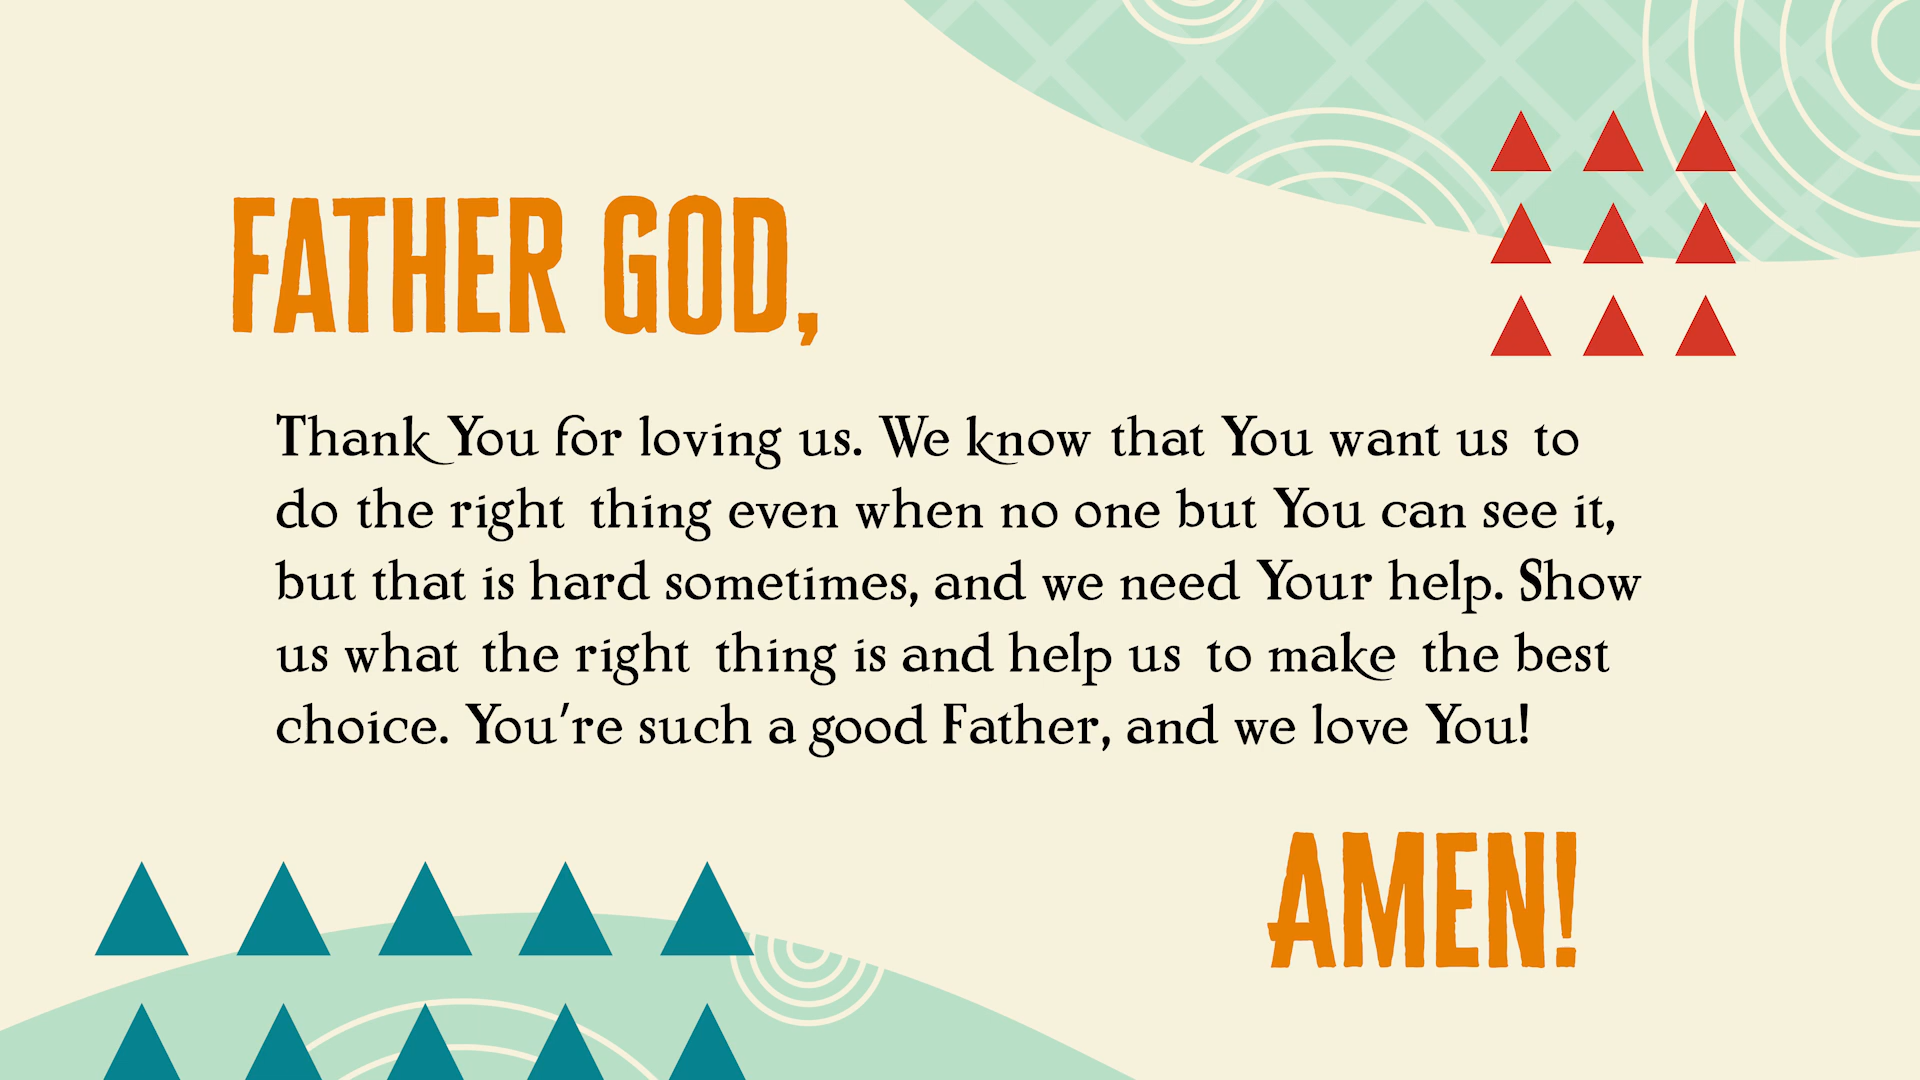 FATHER GOD,
Thank You for loving us. We know that You want us to
do the right thing even when no one but You can see it,
but that is hard sometimes, and we need Your help. Show
us what the right thing is and help us to make the best
choice. You're such a good Father, and we love You!
AMEN!